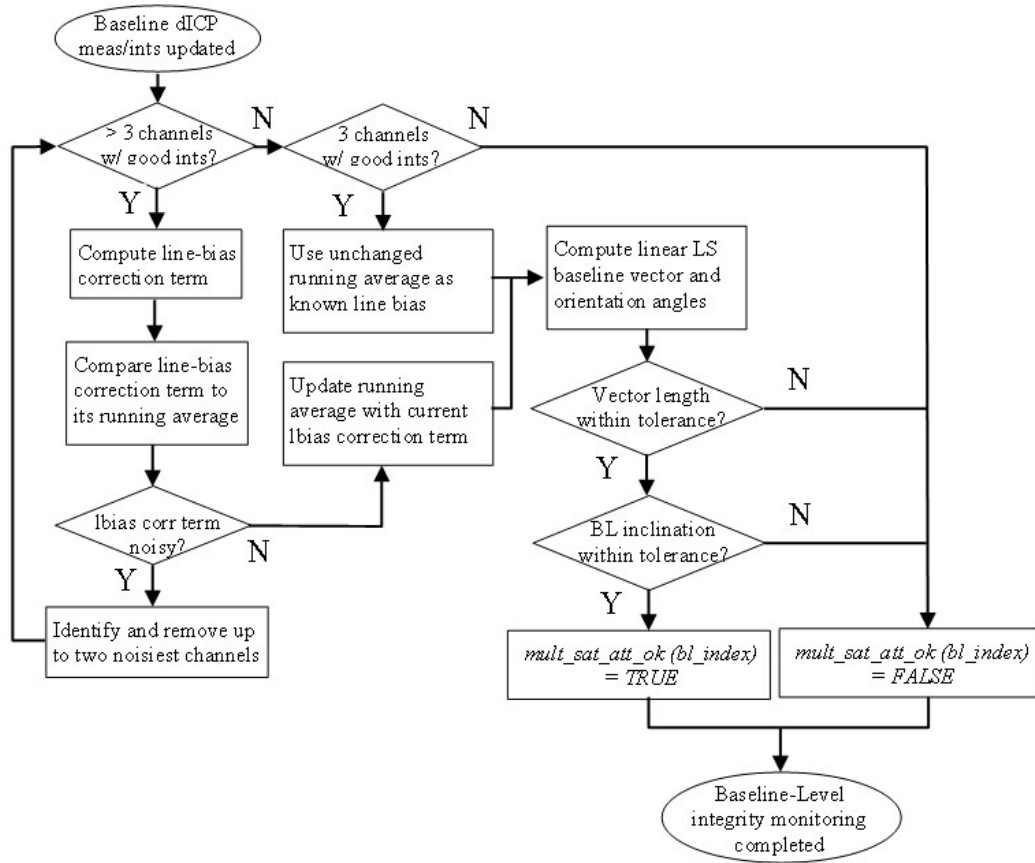 Baseline dICP
meas/ints updated
> 3 channels
w/ good ints?
N
Y
3 channels
w/ good ints?
N
Y
Compute line-bias
correction term
Use unchanged
running average as
known line bias
Compute linear LS
baseline vector and
orientation angles
Compare line-bias
correction term to
its running average
Update running
average with current
lbias correction term
Vector length
within tolerance?
N
Y
lbias corr term
noisy?
N
Y
BL inclination
within tolerance?
N
Y
Identify and remove up
to two noisiest channels
mult_sat_att_ok (bl_index)
= TRUE
mult_sat_att_ok (bl_index)
= FALSE
Baseline-Level
integrity monitoring
completed